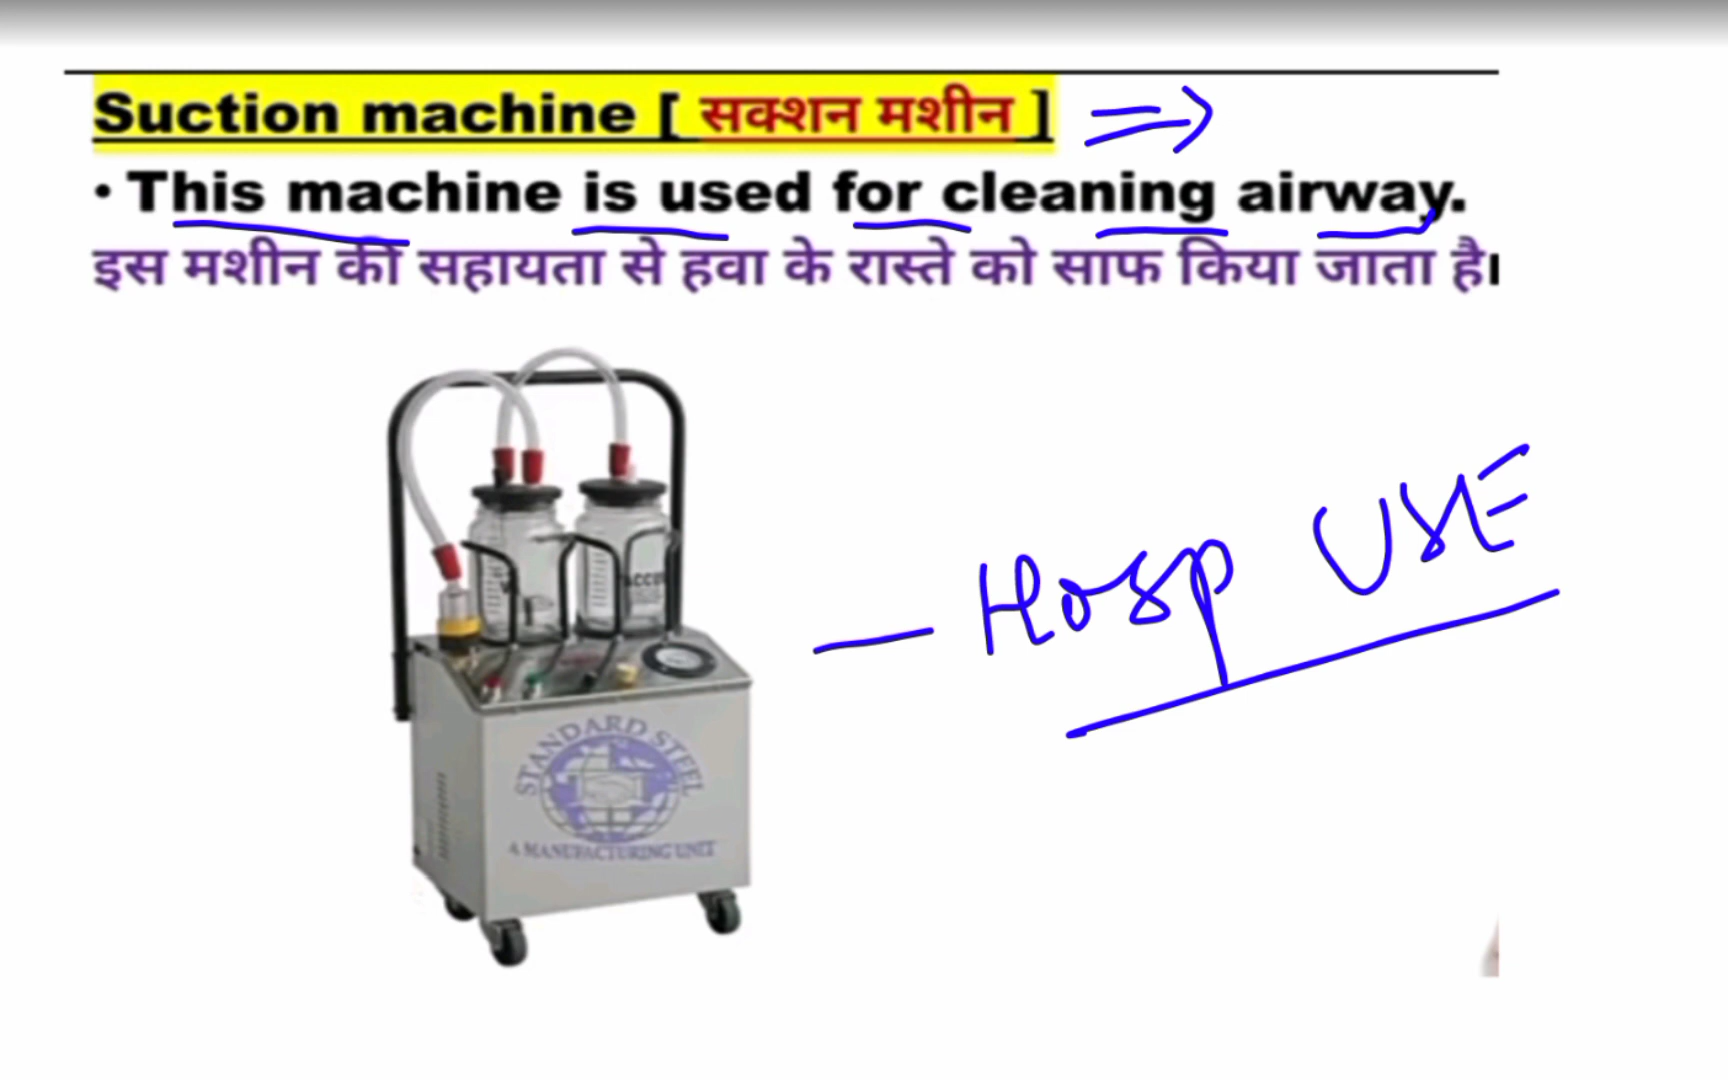 Suction machine [ सक्शन मशीन ]
• This machine is used for cleaning airway.
इस मशीन की सहायता से हवा के रास्ते को साफ किया जाता है।
ACCU
Hosp USE
STANDARD STEEL
A MANUFACTURING UNIT